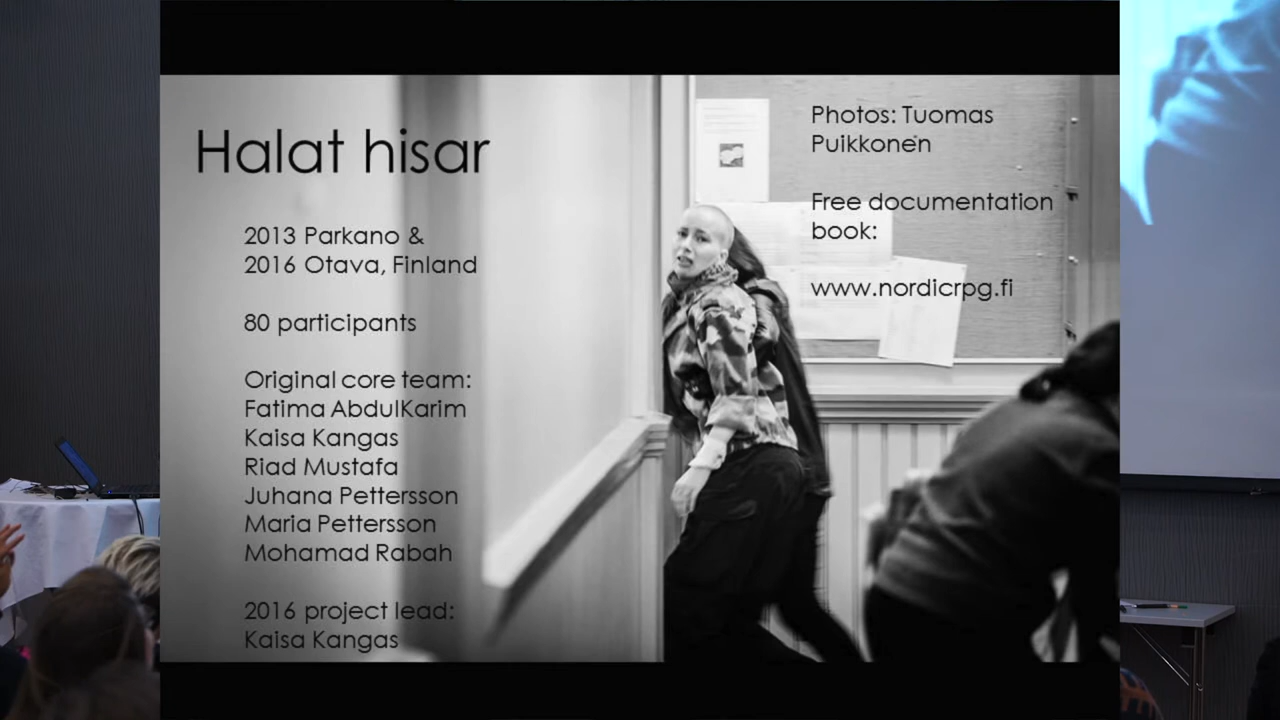 Halat hisar
2013 Parkano &
2016 Otava, Finland
80 participants
Original core team:
Fatima AbdulKarim
Kaisa Kangas
Riad Mustafa
Juhana Pettersson
Maria Pettersson
Mohamad Rabah
2016 project lead:
Kaisa Kangas
Photos: Tuomas
Puikkonen
Free documentation
book:
www.nordicrpg.fi